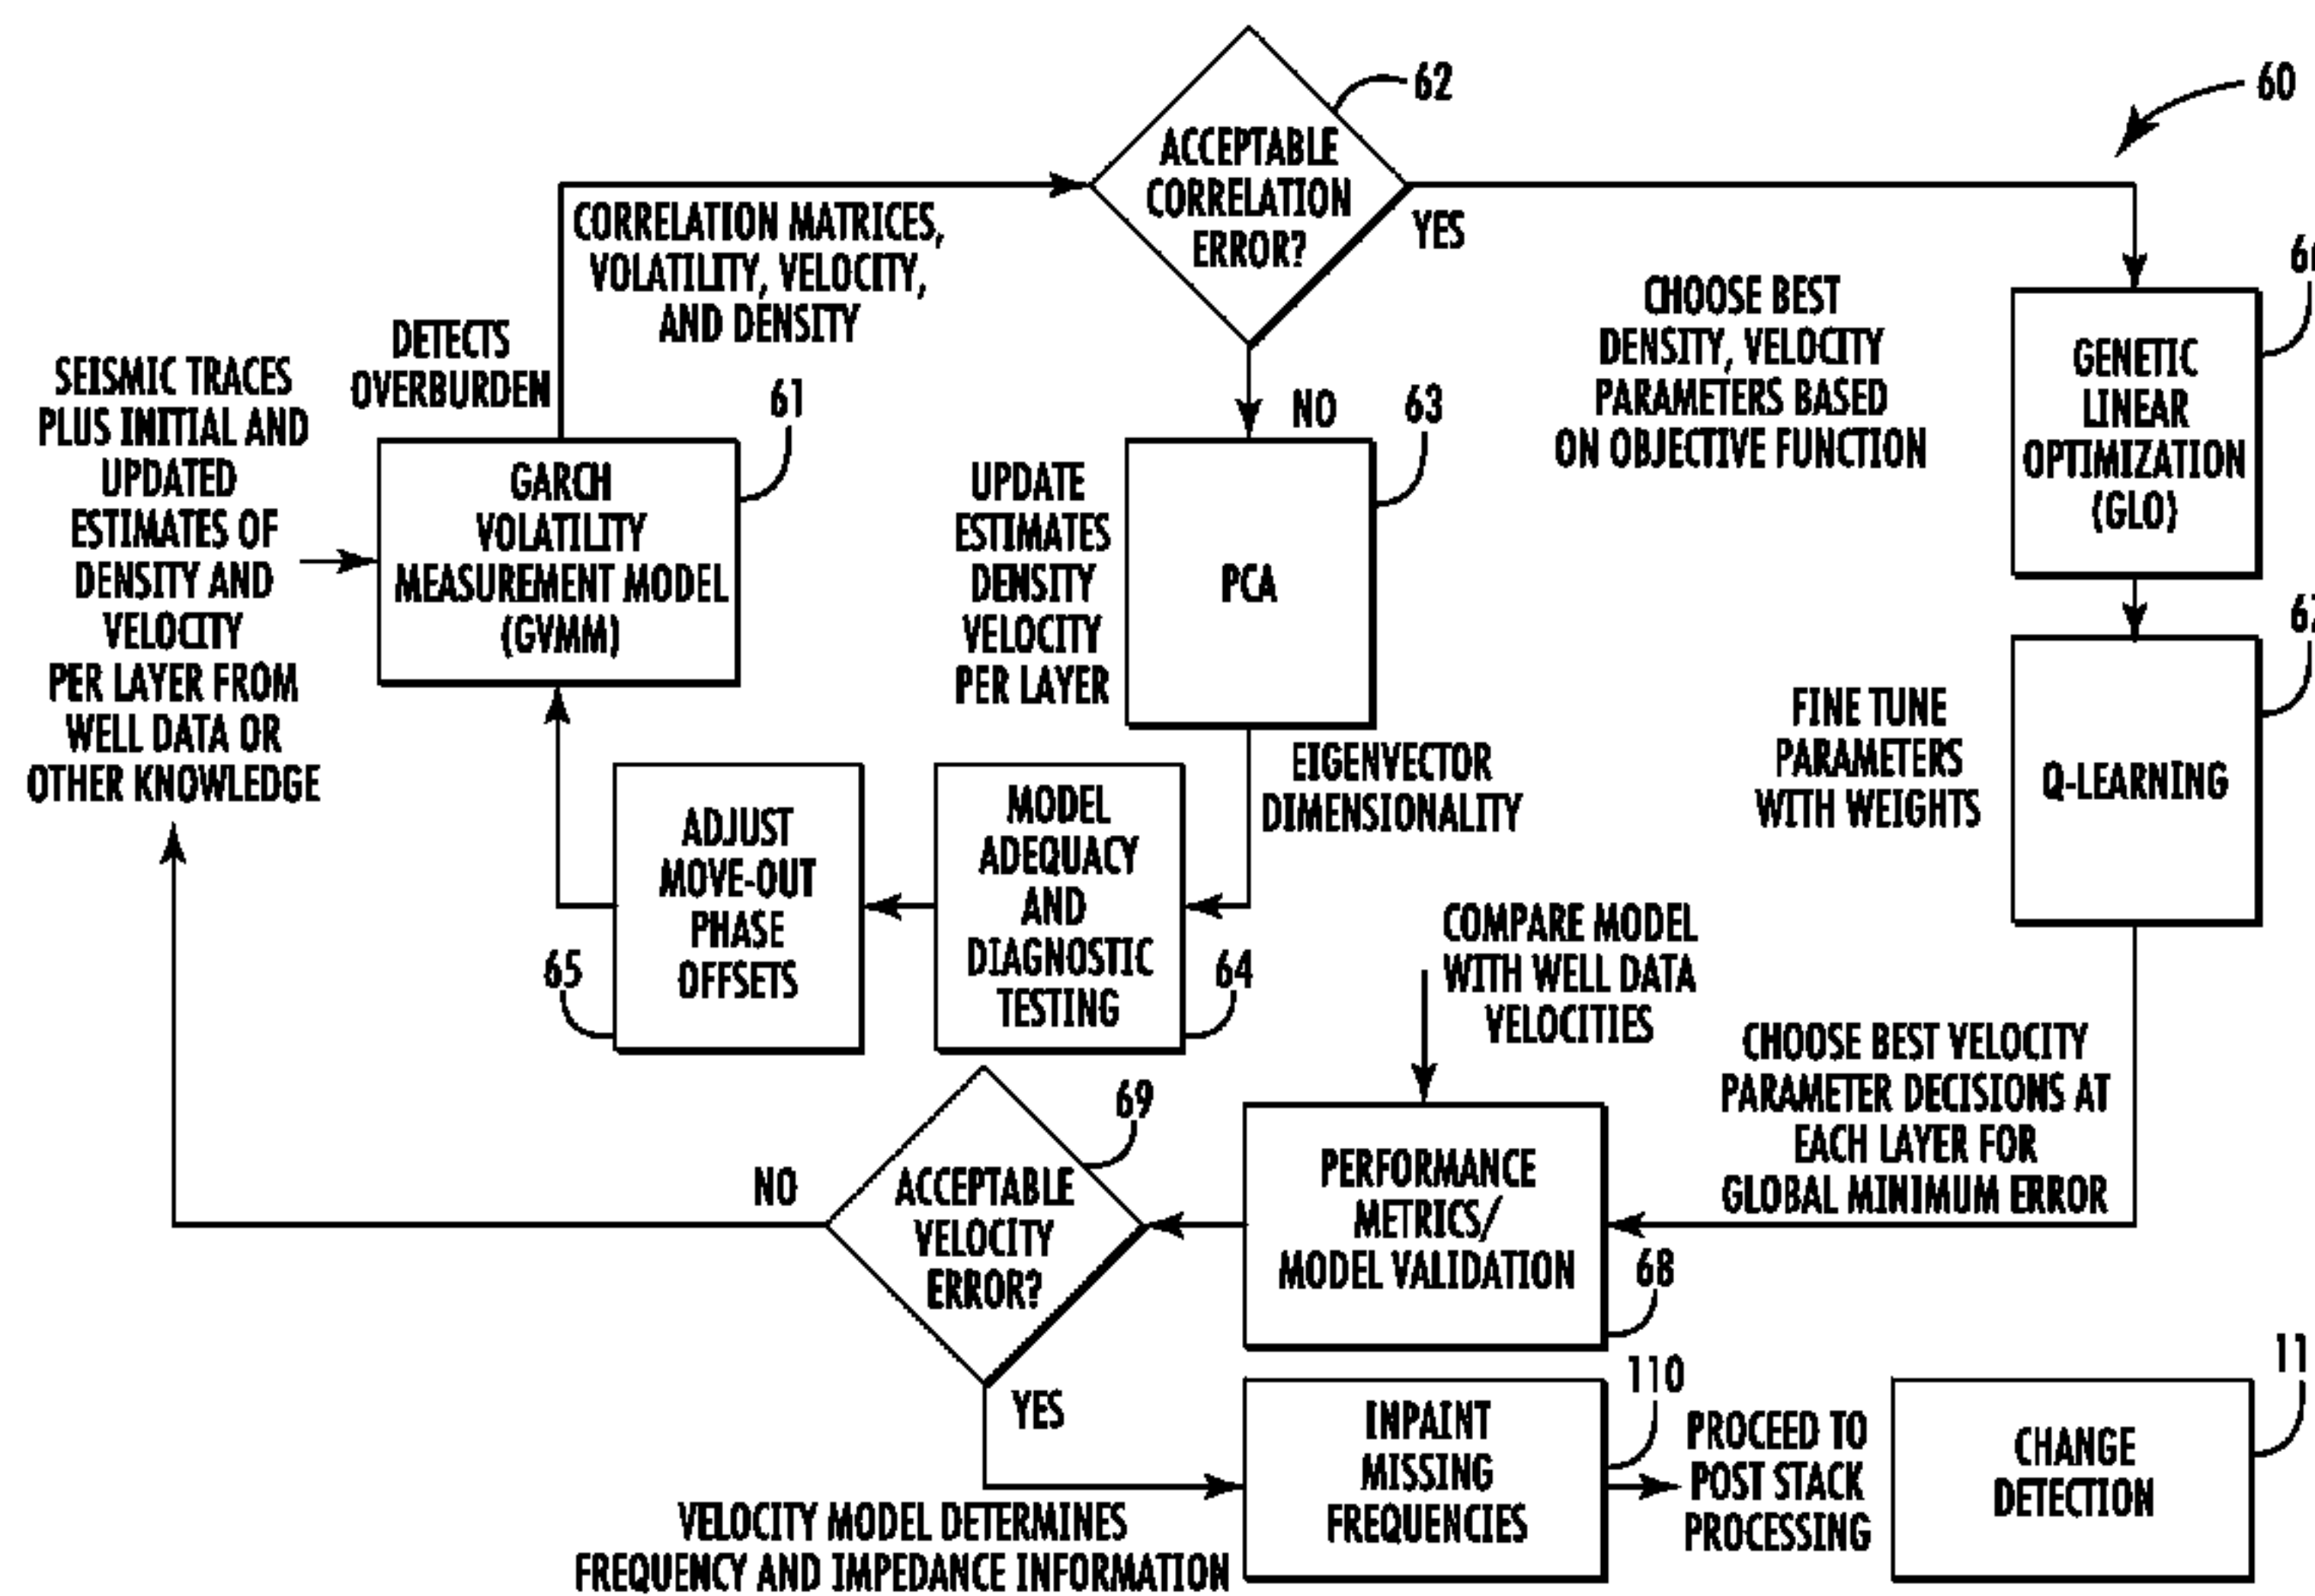 62
60
ACCEPTABLE
CORRELATION
ERROR?
YES
CORRELATION MATRICES,
VOLATILITY, VELOCITY,
AND DENSITY
DETECTS
OVERBURDEN
SEISMIC TRACES
PLUS INITIAL AND
UPDATED
ESTIMATES OF
DENSITY AND
VELOCITY
PER LAYER FROM
WELL DATA OR
OTHER KNOWLEDGE
61
GARCH
VOLATILITY
MEASUREMENT MODEL
(GVMM)
NO
63
UPDATE
ESTIMATES
DENSITY
VELOCITY
PER LAYER
PCA
CHOOSE BEST
DENSITY, VELOCITY
PARAMETERS BASED
ON OBJECTIVE FUNCTION
GENETIC
LINEAR
OPTIMIZATION
(GLO)
FINE TUNE
PARAMETERS
WITH WEIGHTS
Q-LEARNING
EIGENVECTOR
DIMENSIONALITY
ADJUST
MOVE-OUT
PHASE
OFFSETS
65
MODEL
ADEQUACY
AND
DIAGNOSTIC
TESTING
64
COMPARE MODEL
WITH WELL DATA
VELOCITIES
CHOOSE BEST VELOCITY
PARAMETER DECISIONS AT
EACH LAYER FOR
GLOBAL MINIMUM ERROR
69
PERFORMANCE
METRICS/
MODEL VALIDATION
68
NO
ACCEPTABLE
VELOCITY
ERROR?
YES
110
INPAINT
MISSING
FREQUENCIES
PROCEED TO
POST STACK
PROCESSING
11
CHANGE
DETECTION
VELOCITY MODEL DETERMINES
FREQUENCY AND IMPEDANCE INFORMATION